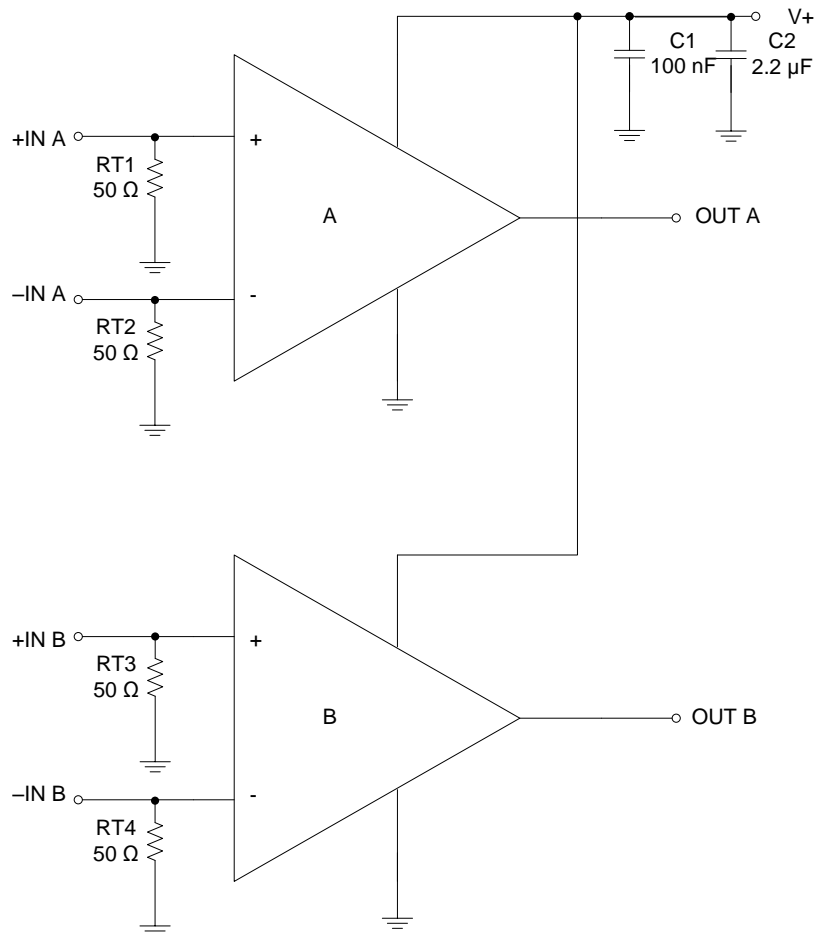 V+
C1
100 nF
C2
2.2 µF
+IN A
+
RT1
50 Ω
A
OUT A
–IN A
-
RT2
50 Ω
+IN B
+
RT3
50 Ω
B
OUT B
–IN B
-
RT4
50 Ω